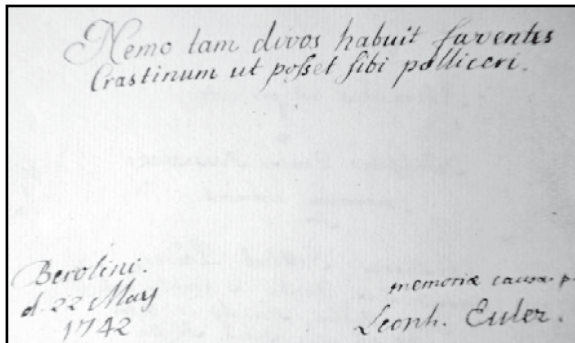 Nemo tam divos habuit faventes
Crastinum ut poſset ſibi polliceri.
Berolini.
d. 22 May
1742
memoriæ causa p.
Leonh. Euler.